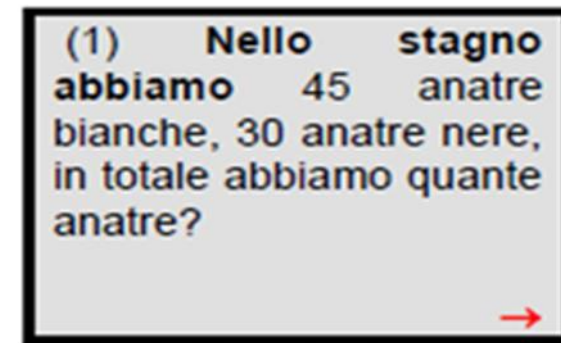 (1) Nello stagno
abbiamo 45 anatre
bianche, 30 anatre nere,
in totale abbiamo quante
anatre?
→